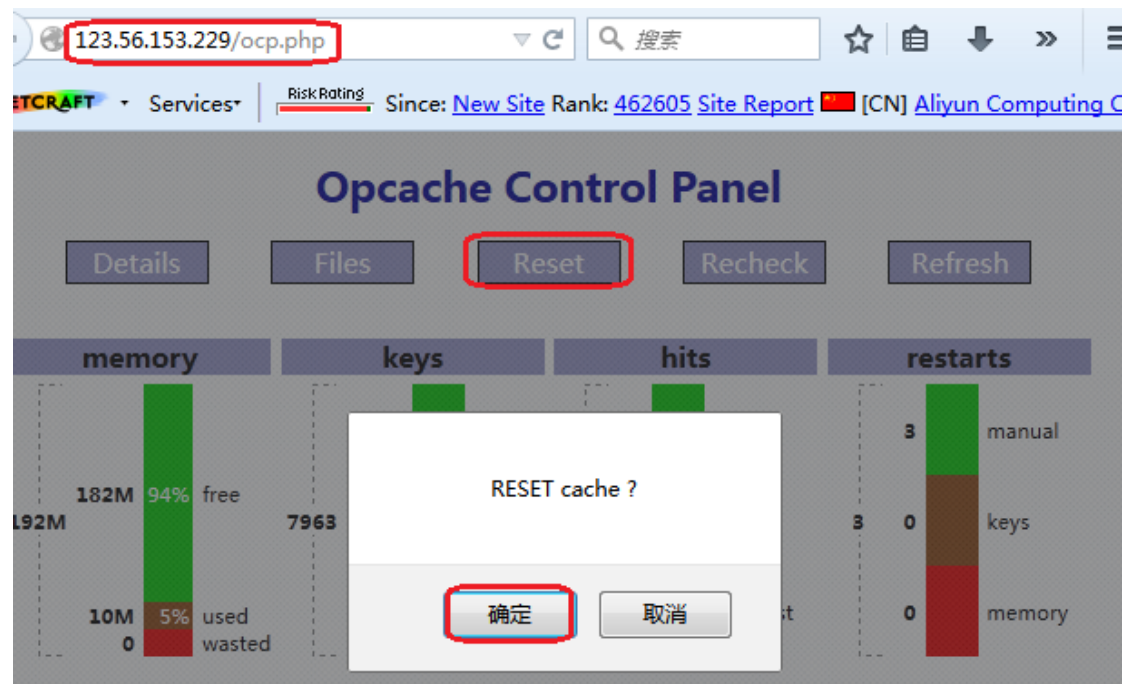 123.56.153.229/ocp.php 搜索
ETCRAFT Services Risk Rating Since: New Site Rank: 462605 Site Report [CN] Aliyun Computing C
Opcache Control Panel
Details Files Reset Recheck Refresh
memory keys hits restarts
3 manual
RESET cache ?
182M 94% free
192M 7963 3 0 keys
确定 取消
10M 5% used 0 memory
0 wasted